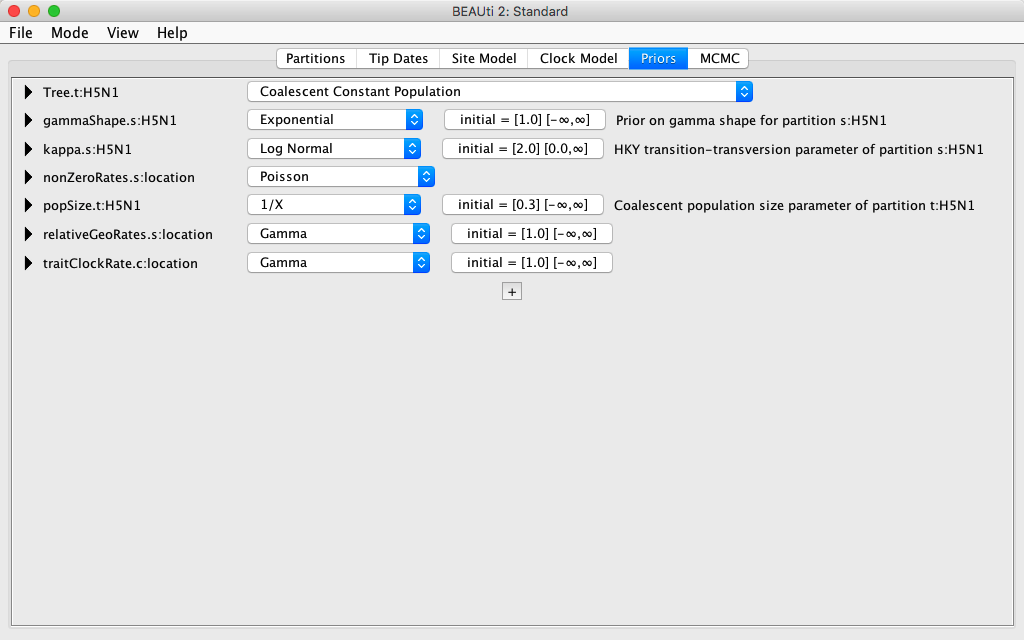 BEAUti 2: Standard
File Mode View Help
Partitions Tip Dates Site Model Clock Model Priors MCMC
Tree.t:H5N1 Coalescent Constant Population
gammaShape.s:H5N1 Exponential initial = [1.0] [-∞,∞] Prior on gamma shape for partition s:H5N1
kappa.s:H5N1 Log Normal initial = [2.0] [0.0,∞] HKY transition-transversion parameter of partition s:H5N1
nonZeroRates.s:location Poisson
popSize.t:H5N1 1/X initial = [0.3] [-∞,∞] Coalescent population size parameter of partition t:H5N1
relativeGeoRates.s:location Gamma initial = [1.0] [-∞,∞]
traitClockRate.c:location Gamma initial = [1.0] [-∞,∞]
+